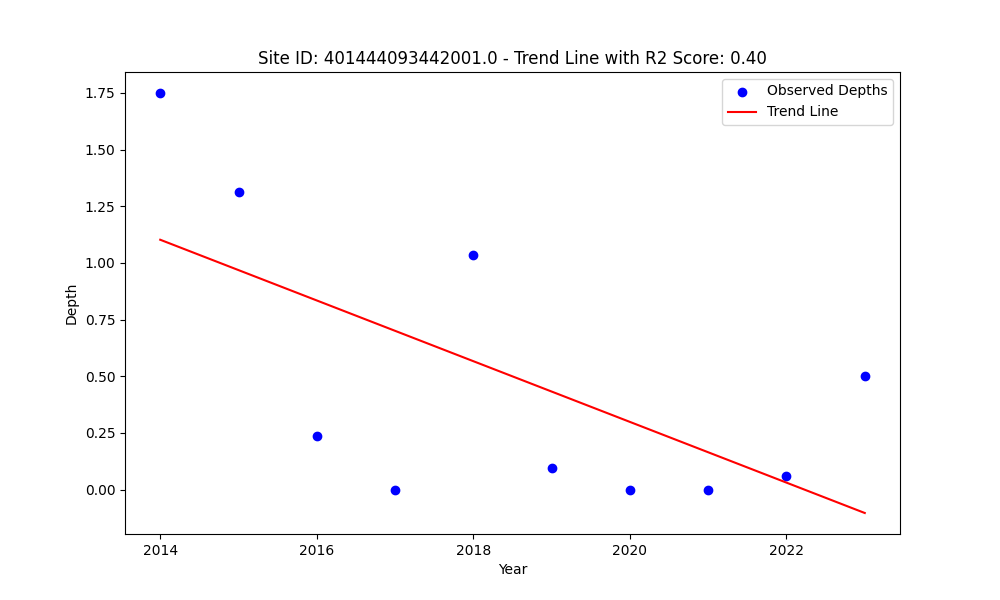 Site ID: 401444093442001.0 - Trend Line with R2 Score: 0.40
Observed Depths
Trend Line
1.75
1.50
1.25
1.00
0.75
0.50
0.25
0.00
Depth
2014
2016
2018
2020
2022
Year